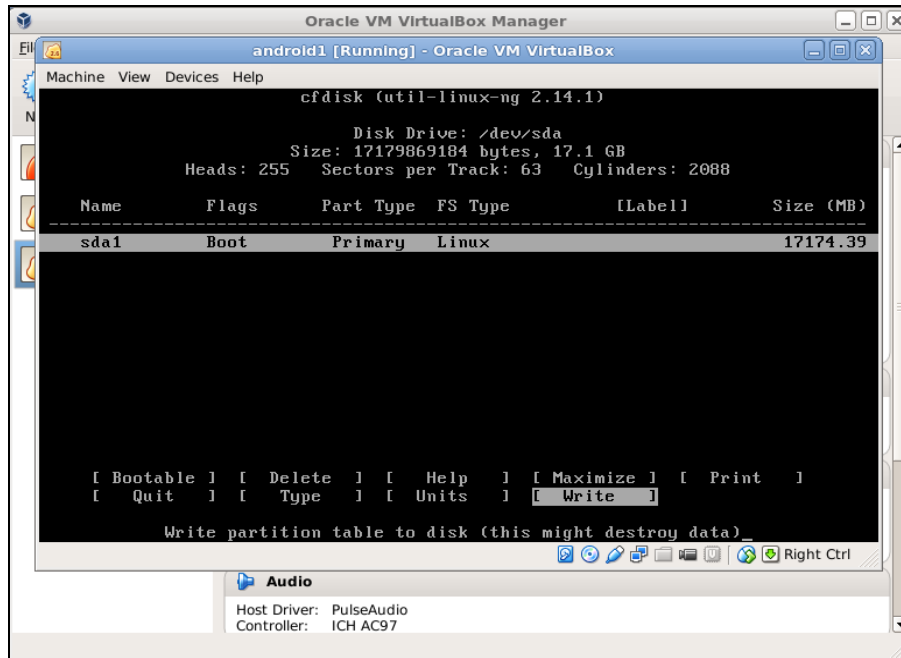 Oracle VM VirtualBox Manager
Fil
android1 [Running] - Oracle VM VirtualBox
Machine View Devices Help
N
cfdisk (util-linux-ng 2.14.1)
Disk Drive: /dev/sda
Size: 17179869184 bytes, 17.1 GB
Heads: 255 Sectors per Track: 63 Cylinders: 2088
Name Flags Part Type FS Type [Label] Size (MB)
sda1 Boot Primary Linux 17174.39
[ Bootable ] [ Delete ] [ Help ] [ Maximize ] [ Print ]
[ Quit ] [ Type ] [ Units ] [ Write ]
Write partition table to disk (this might destroy data)_
Right Ctrl
Audio
Host Driver: PulseAudio
Controller: ICH AC97